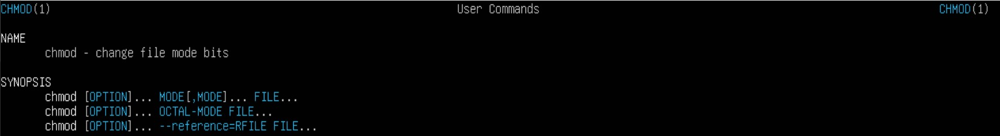 CHMOD(1) User Commands CHMOD(1)
NAME
chmod - change file mode bits
SYNOPSIS
chmod [OPTION]... MODE[,MODE]... FILE...
chmod [OPTION]... OCTAL-MODE FILE...
chmod [OPTION]... --reference=RFILE FILE...